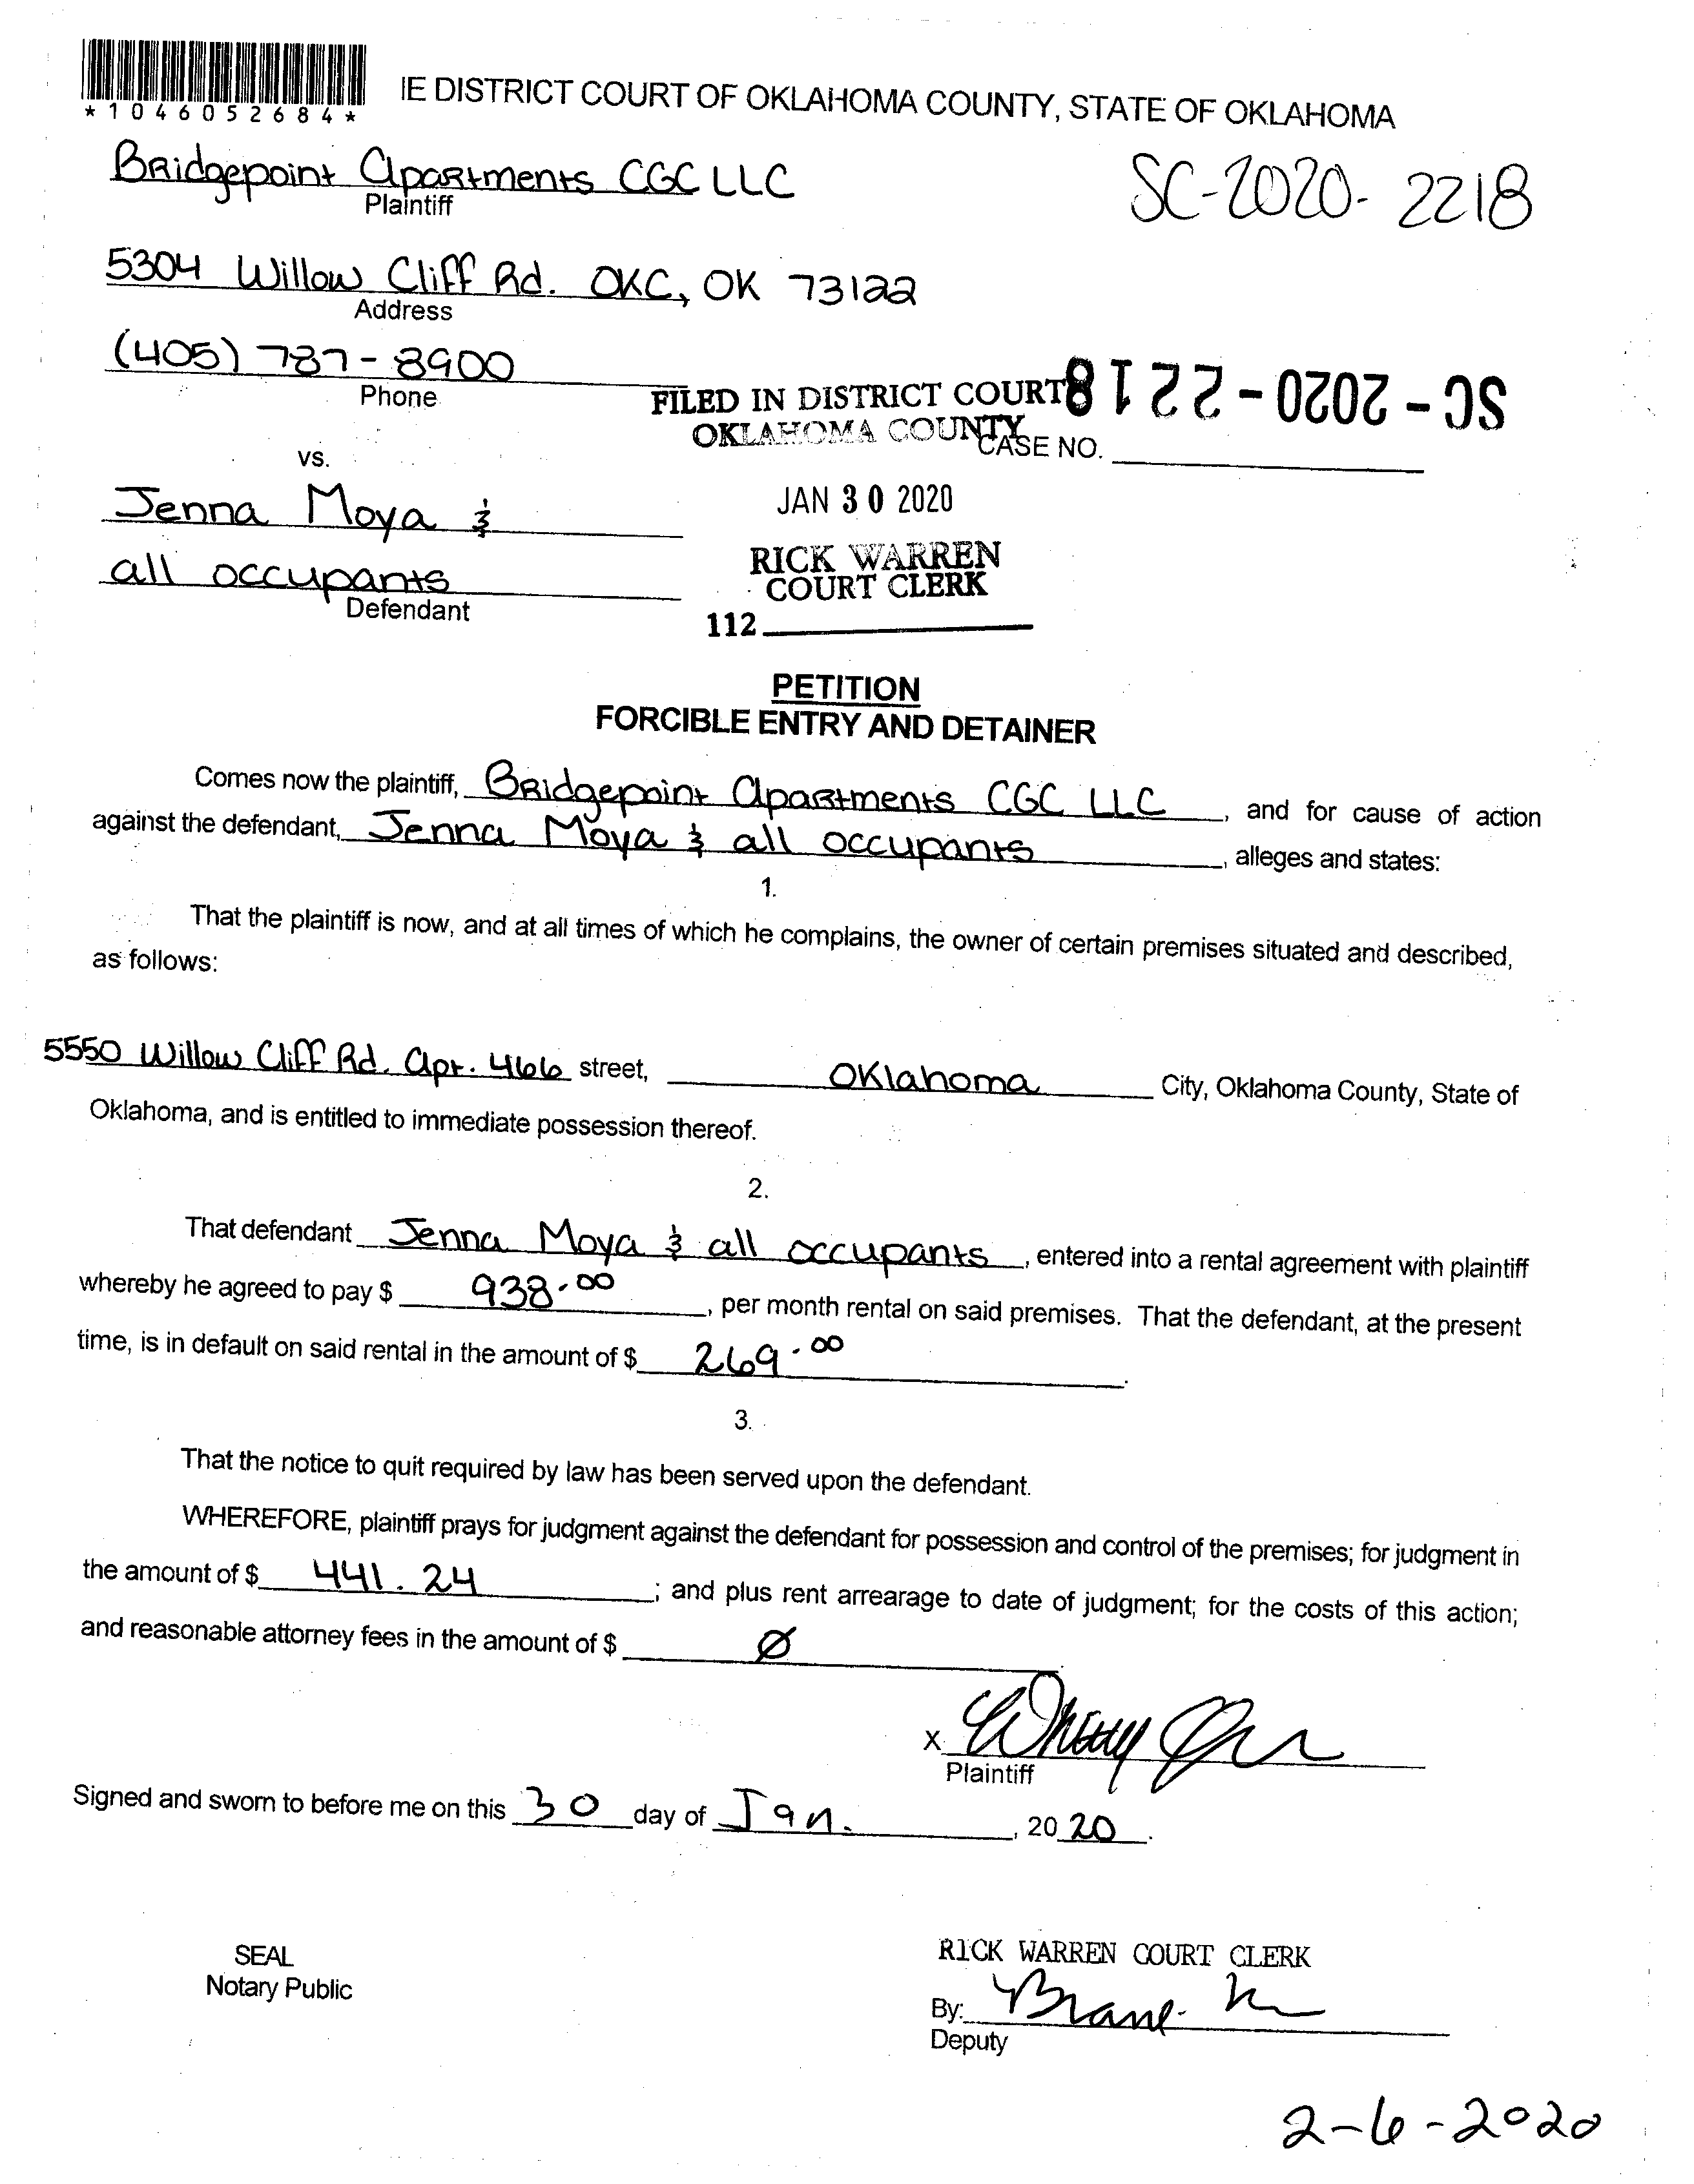 *1046052684*
IE DISTRICT COURT OF OKLAHOMA COUNTY, STATE OF OKLAHOMA
Bridgepoint Apartments CGC LLC
Plaintiff
SC-2020-2218
5304 Willow Cliff Rd. OKC, OK 73122
Address
(405) 787-8900
Phone
FILED IN DISTRICT COURT
OKLAHOMA COUNTY
SC-2020-2218
CASE NO.
vs.
Jenna Moya &
all occupants
Defendant
JAN 30 2020
RICK WARREN
COURT CLERK
112
PETITION
FORCIBLE ENTRY AND DETAINER
Comes now the plaintiff, Bridgepoint Apartments CGC LLC, and for cause of action
against the defendant, Jenna Moya & all occupants, alleges and states:
1.
That the plaintiff is now, and at all times of which he complains, the owner of certain premises situated and described,
as follows:
5550 Willow Cliff Rd. Apt. 466 street, Oklahoma City, Oklahoma County, State of
Oklahoma, and is entitled to immediate possession thereof.
2.
That defendant Jenna Moya & all occupants, entered into a rental agreement with plaintiff
whereby he agreed to pay $ 938.00, per month rental on said premises. That the defendant, at the present
time, is in default on said rental in the amount of $ 269.00.
3.
That the notice to quit required by law has been served upon the defendant.
WHEREFORE, plaintiff prays for judgment against the defendant for possession and control of the premises; for judgment in
the amount of $ 441.24; and plus rent arrearage to date of judgment; for the costs of this action;
and reasonable attorney fees in the amount of $ Ø
X
Plaintiff
Signed and sworn to before me on this 30 day of Jan., 2020.
SEAL
Notary Public
RICK WARREN COURT CLERK
By:
Deputy
2-6-2020